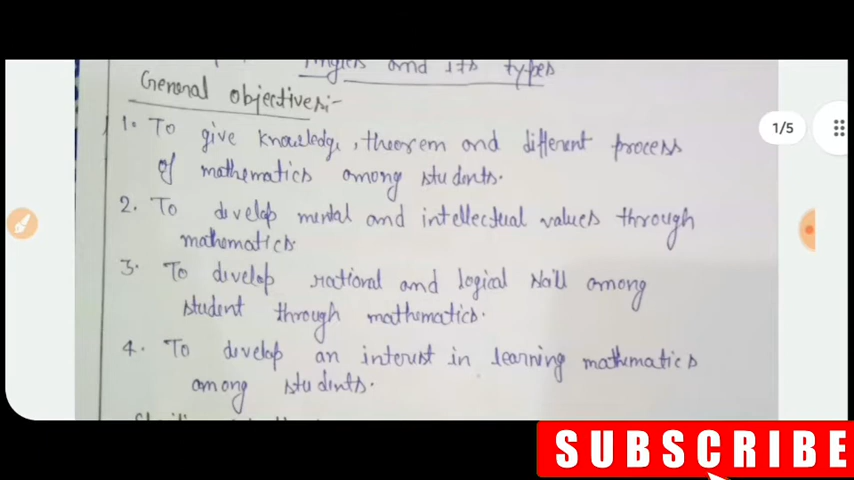 Angles and its types
General objectives:-
1. To give knowledge, theorem and different process
of mathematics among students.
2. To develop mental and intellectual values through
mathematics.
3. To develop rational and logical skill among
student through mathematics.
4. To develop an interest in learning mathematics
among students.
1/5
SUBSCRIBE